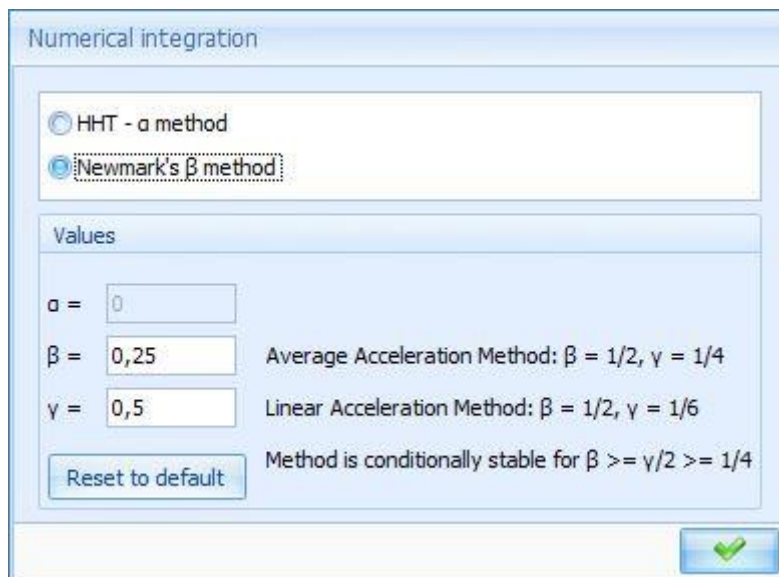 Numerical integration
HHT - α method
Newmark's β method
Values
α = 0
β = 0,25 Average Acceleration Method: β = 1/2, γ = 1/4
γ = 0,5 Linear Acceleration Method: β = 1/2, γ = 1/6
Method is conditionally stable for β >= γ/2 >= 1/4
Reset to default